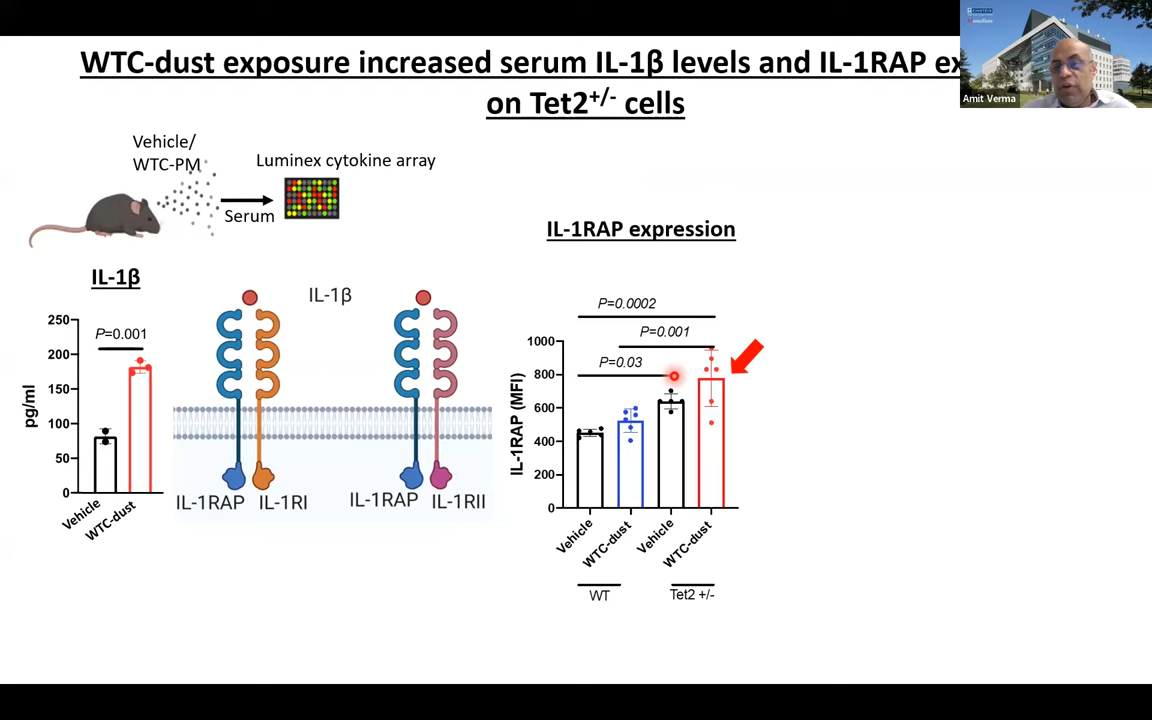 WTC-dust exposure increased serum IL-1β levels and IL-1RAP ex
on Tet2+/- cells
Amit Verma
Vehicle/
WTC-PM
Luminex cytokine array
Serum
IL-1RAP expression
IL-1β
IL-1β
250
200
150
100
50
0
pg/ml
P=0.001
Vehicle
WTC-dust
IL-1RAP
IL-1RI
IL-1RAP
IL-1RII
P=0.0002
P=0.001
P=0.03
1000
800
600
400
200
0
IL-1RAP (MFI)
Vehicle
WTC-dust
Vehicle
WTC-dust
WT
Tet2 +/-